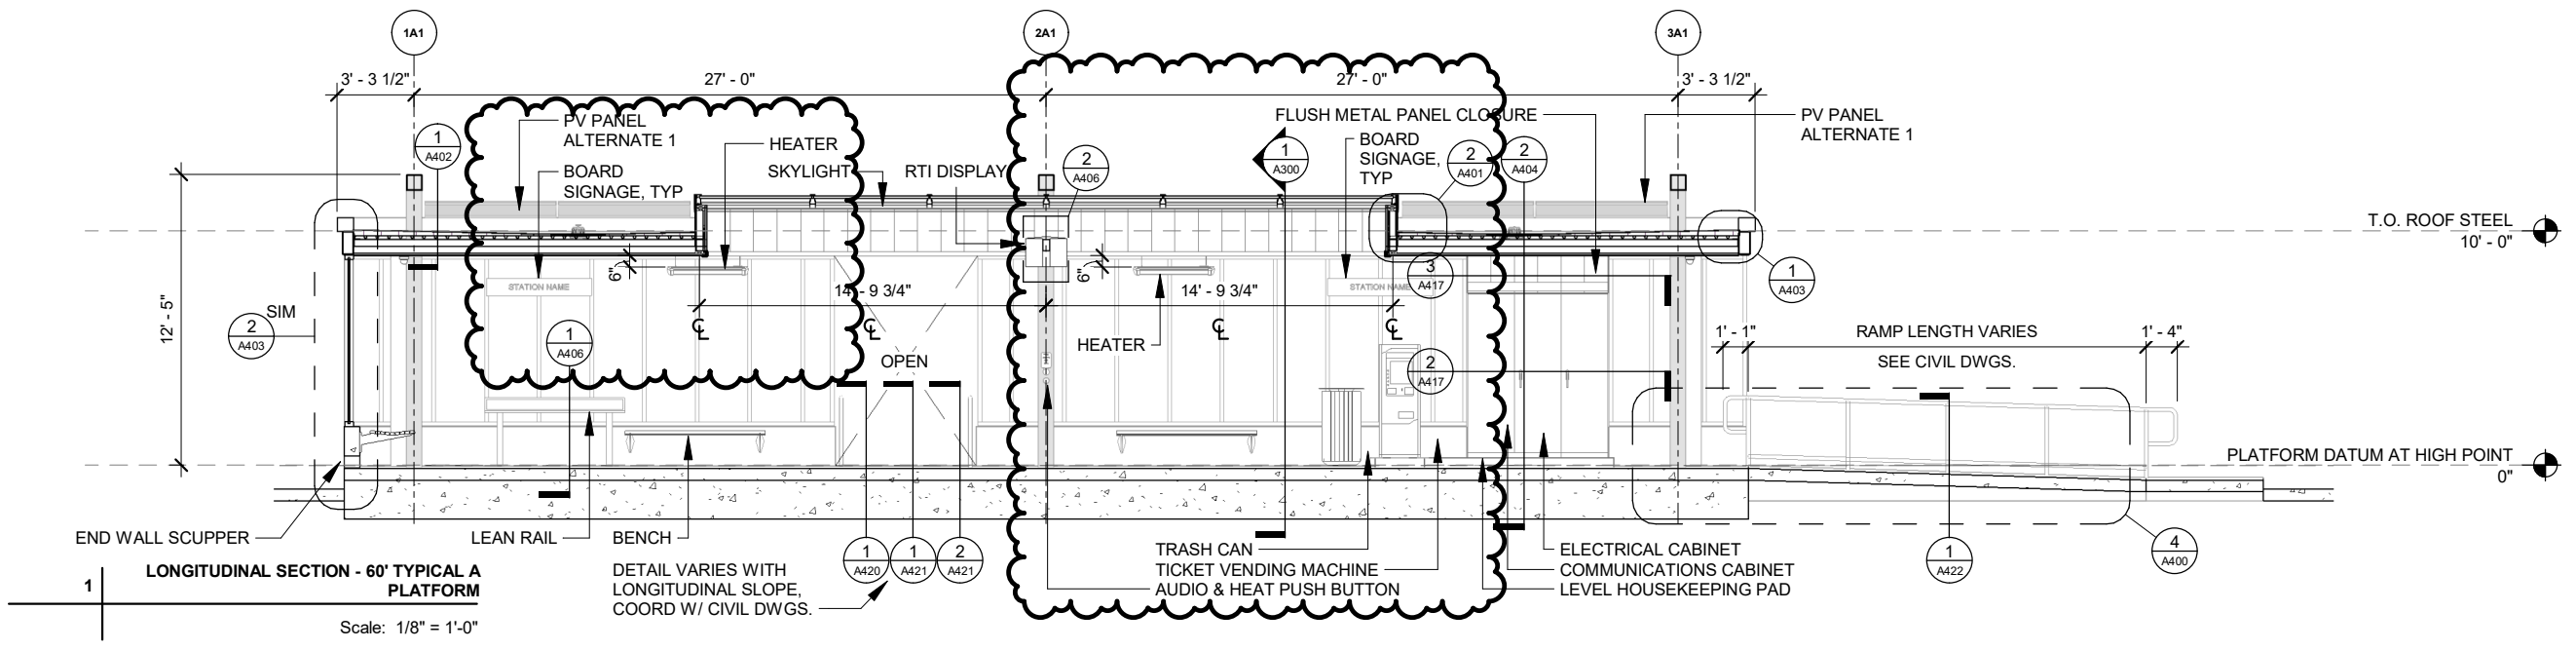 1A1
2A1
3A1
3' - 3 1/2"
27' - 0"
27' - 0"
3' - 3 1/2"
PV PANEL
ALTERNATE 1
HEATER
BOARD
SIGNAGE, TYP
SKYLIGHT
RTI DISPLAY
FLUSH METAL PANEL CLOSURE
BOARD
SIGNAGE,
TYP
PV PANEL
ALTERNATE 1
1
A402
2
A406
1
A300
2
A401
2
A404
T.O. ROOF STEEL
10' - 0"
12' - 5"
6"
6"
STATION NAME
STATION NAME
14' - 9 3/4"
14' - 9 3/4"
3
A417
1
A403
SIM
2
A403
1
A406
℄
℄
℄
℄
OPEN
HEATER
2
A417
1' - 1"
RAMP LENGTH VARIES
1' - 4"
SEE CIVIL DWGS.
PLATFORM DATUM AT HIGH POINT
0"
END WALL SCUPPER
LEAN RAIL
BENCH
DETAIL VARIES WITH
LONGITUDINAL SLOPE,
COORD W/ CIVIL DWGS.
1
A420
1
A421
2
A421
TRASH CAN
TICKET VENDING MACHINE
AUDIO & HEAT PUSH BUTTON
ELECTRICAL CABINET
COMMUNICATIONS CABINET
LEVEL HOUSEKEEPING PAD
1
A422
4
A400
1
LONGITUDINAL SECTION - 60' TYPICAL A
PLATFORM
Scale: 1/8" = 1'-0"